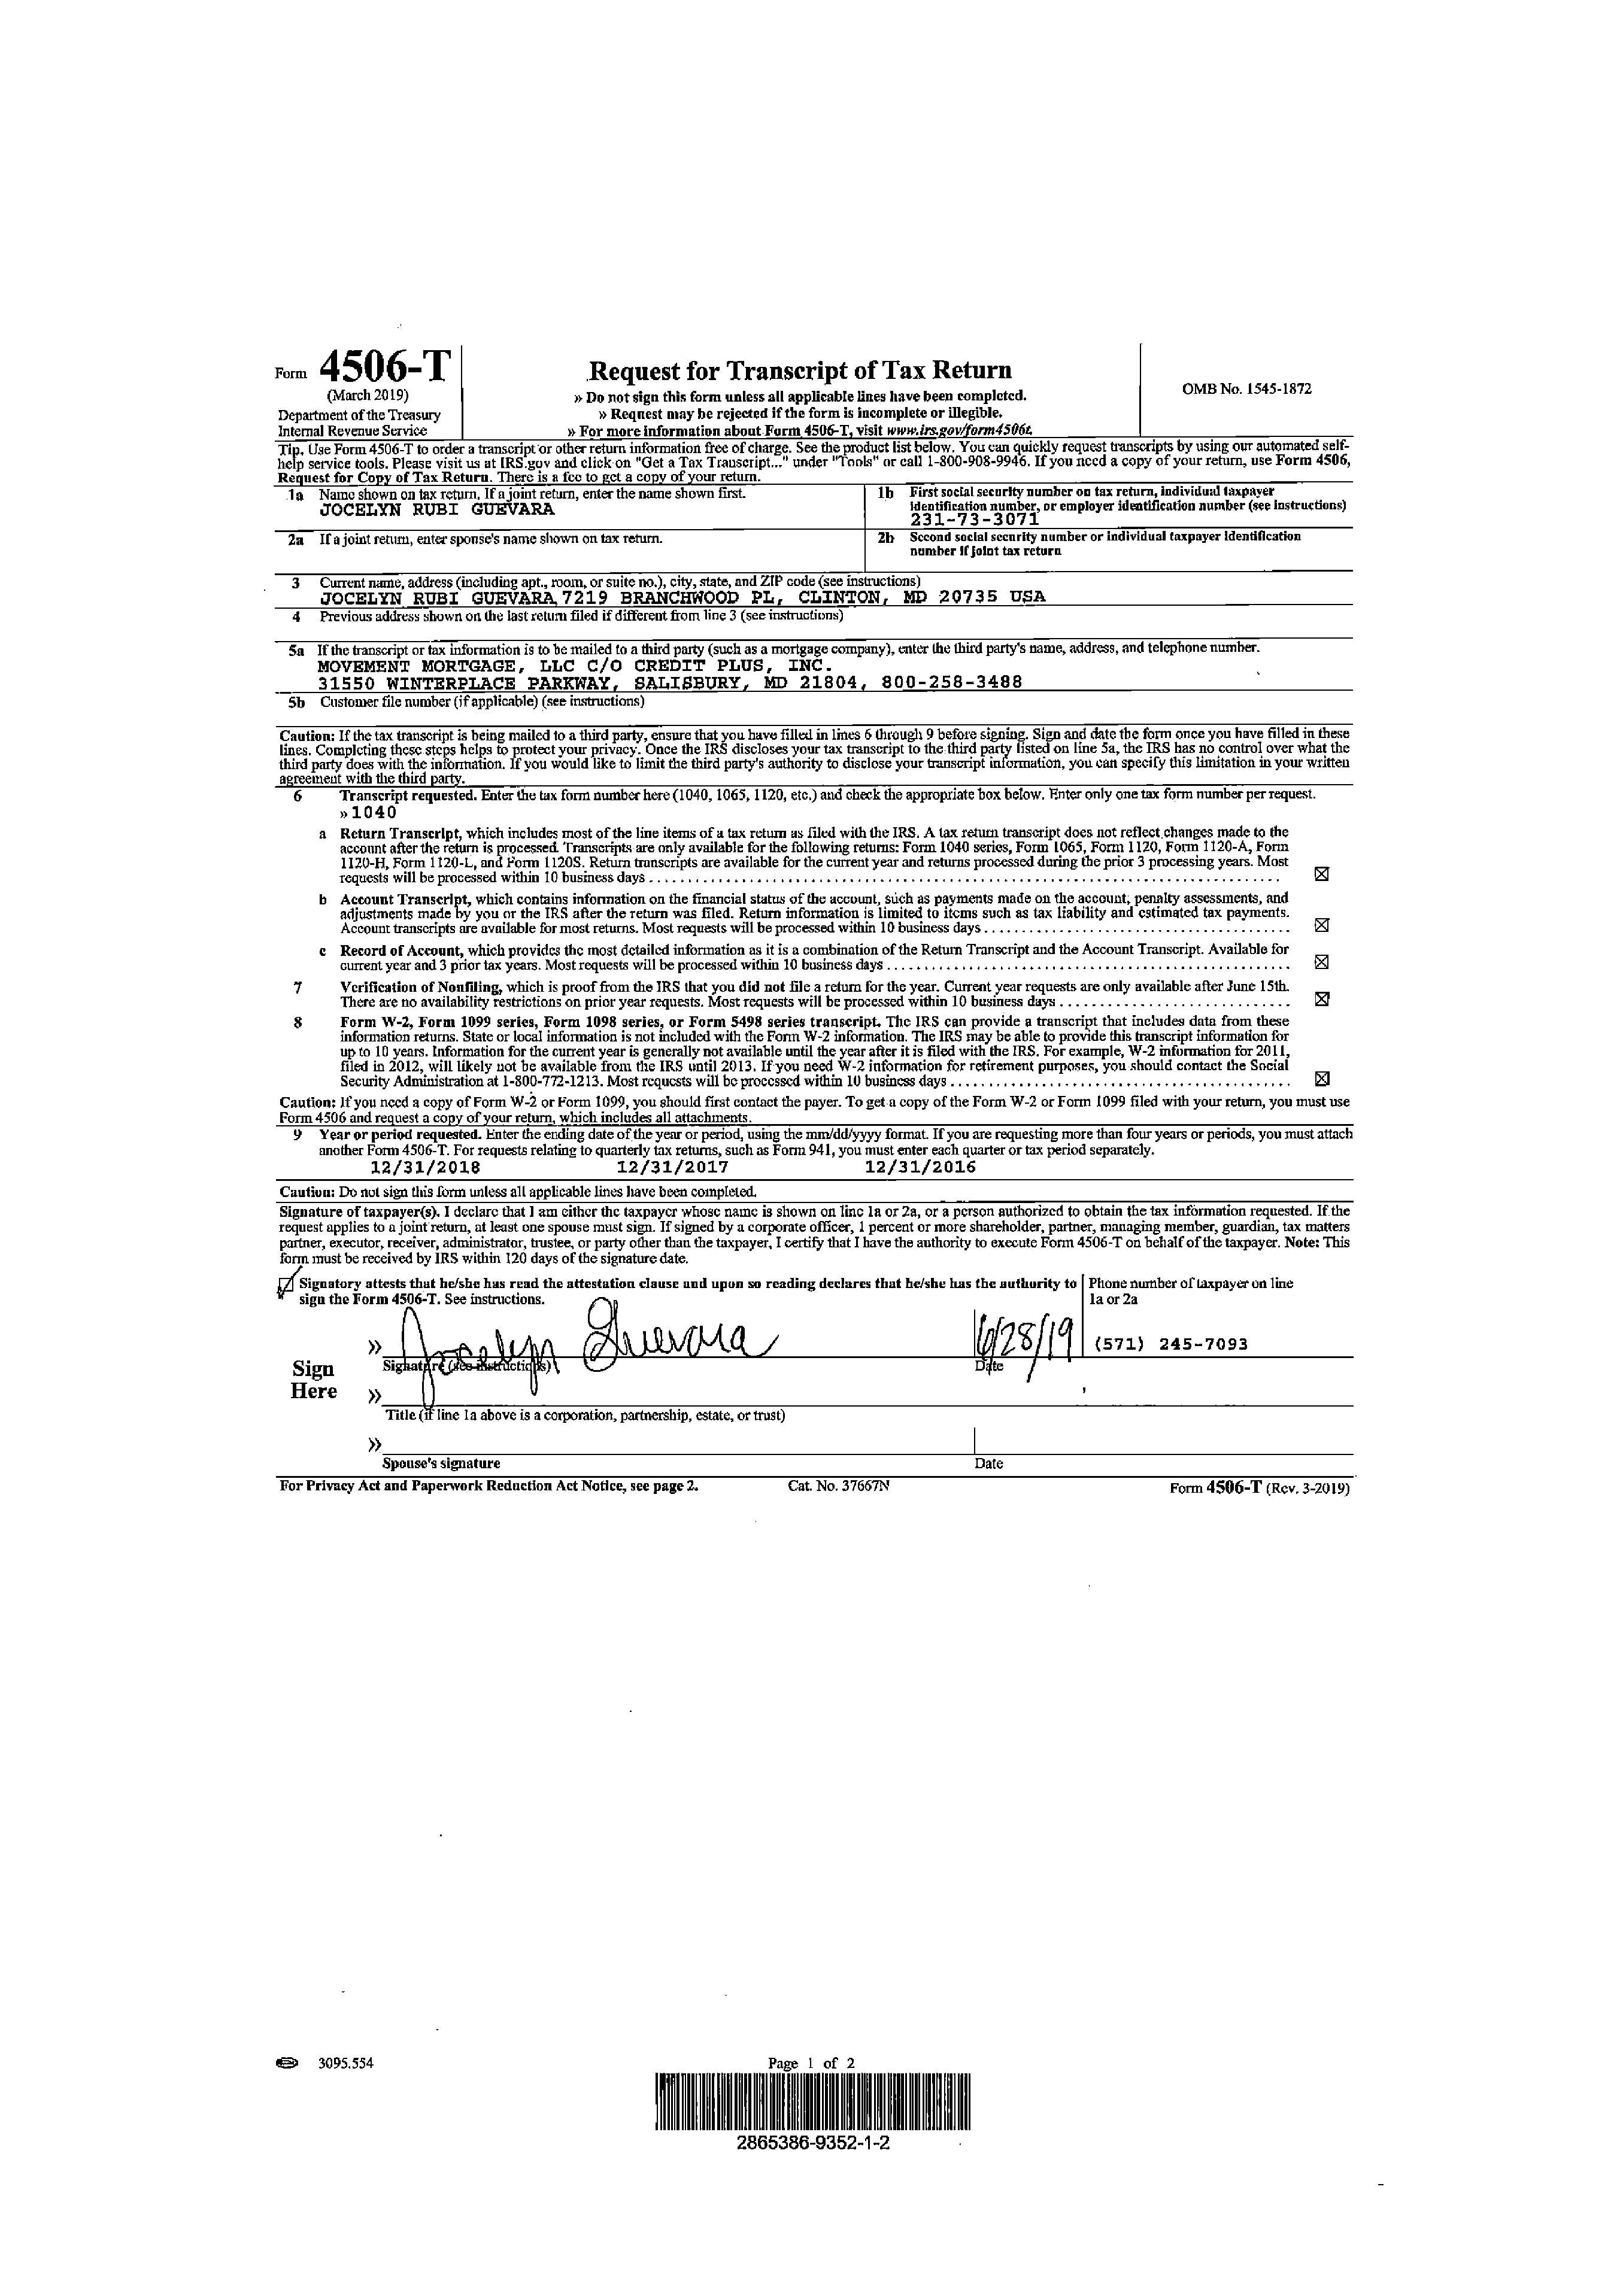 Form 4506-T
(March 2019)
Department of the Treasury
Internal Revenue Service
Request for Transcript of Tax Return
» Do not sign this form unless all applicable lines have been completed.
» Request may be rejected if the form is incomplete or illegible.
» For more information about Form 4506-T, visit www.irs.gov/form4506t.
OMB No. 1545-1872
Tip. Use Form 4506-T to order a transcript or other return information free of charge. See the product list below. You can quickly request transcripts by using our automated self-
help service tools. Please visit us at IRS.gov and click on "Get a Tax Transcript..." under "Tools" or call 1-800-908-9946. If you need a copy of your return, use Form 4506,
Request for Copy of Tax Return. There is a fee to get a copy of your return.
1a Name shown on tax return. If a joint return, enter the name shown first.
JOCELYN RUBI GUEVARA
1b First social security number on tax return, individual taxpayer
identification number, or employer identification number (see instructions)
231-73-3071
2a If a joint return, enter spouse's name shown on tax return.
2b Second social security number or individual taxpayer identification
number if joint tax return
3 Current name, address (including apt., room, or suite no.), city, state, and ZIP code (see instructions)
JOCELYN RUBI GUEVARA, 7219 BRANCHWOOD PL, CLINTON, MD 20735 USA
4 Previous address shown on the last return filed if different from line 3 (see instructions)
5a If the transcript or tax information is to be mailed to a third party (such as a mortgage company), enter the third party's name, address, and telephone number.
MOVEMENT MORTGAGE, LLC C/O CREDIT PLUS, INC.
31550 WINTERPLACE PARKWAY, SALISBURY, MD 21804, 800-258-3488
5b Customer file number (if applicable) (see instructions)
Caution: If the tax transcript is being mailed to a third party, ensure that you have filled in lines 6 through 9 before signing. Sign and date the form once you have filled in these
lines. Completing these steps helps to protect your privacy. Once the IRS discloses your tax transcript to the third party listed on line 5a, the IRS has no control over what the
third party does with the information. If you would like to limit the third party's authority to disclose your transcript information, you can specify this limitation in your written
agreement with the third party.
6 Transcript requested. Enter the tax form number here (1040, 1065, 1120, etc.) and check the appropriate box below. Enter only one tax form number per request.
» 1040
a Return Transcript, which includes most of the line items of a tax return as filed with the IRS. A tax return transcript does not reflect changes made to the
account after the return is processed. Transcripts are only available for the following returns: Form 1040 series, Form 1065, Form 1120, Form 1120-A, Form
1120-H, Form 1120-L, and Form 1120S. Return transcripts are available for the current year and returns processed during the prior 3 processing years. Most
requests will be processed within 10 business days ☒
b Account Transcript, which contains information on the financial status of the account, such as payments made on the account, penalty assessments, and
adjustments made by you or the IRS after the return was filed. Return information is limited to items such as tax liability and estimated tax payments.
Account transcripts are available for most returns. Most requests will be processed within 10 business days ☒
c Record of Account, which provides the most detailed information as it is a combination of the Return Transcript and the Account Transcript. Available for
current year and 3 prior tax years. Most requests will be processed within 10 business days ☒
7 Verification of Nonfiling, which is proof from the IRS that you did not file a return for the year. Current year requests are only available after June 15th.
There are no availability restrictions on prior year requests. Most requests will be processed within 10 business days ☒
8 Form W-2, Form 1099 series, Form 1098 series, or Form 5498 series transcript. The IRS can provide a transcript that includes data from these
information returns. State or local information is not included with the Form W-2 information. The IRS may be able to provide this transcript information for
up to 10 years. Information for the current year is generally not available until the year after it is filed with the IRS. For example, W-2 information for 2011,
filed in 2012, will likely not be available from the IRS until 2013. If you need W-2 information for retirement purposes, you should contact the Social
Security Administration at 1-800-772-1213. Most requests will be processed within 10 business days ☒
Caution: If you need a copy of Form W-2 or Form 1099, you should first contact the payer. To get a copy of the Form W-2 or Form 1099 filed with your return, you must use
Form 4506 and request a copy of your return, which includes all attachments.
9 Year or period requested. Enter the ending date of the year or period, using the mm/dd/yyyy format. If you are requesting more than four years or periods, you must attach
another Form 4506-T. For requests relating to quarterly tax returns, such as Form 941, you must enter each quarter or tax period separately.
12/31/2018 12/31/2017 12/31/2016
Caution: Do not sign this form unless all applicable lines have been completed.
Signature of taxpayer(s). I declare that I am either the taxpayer whose name is shown on line 1a or 2a, or a person authorized to obtain the tax information requested. If the
request applies to a joint return, at least one spouse must sign. If signed by a corporate officer, 1 percent or more shareholder, partner, managing member, guardian, tax matters
partner, executor, receiver, administrator, trustee, or party other than the taxpayer, I certify that I have the authority to execute Form 4506-T on behalf of the taxpayer. Note: This
form must be received by IRS within 120 days of the signature date.
Signatory attests that he/she has read the attestation clause and upon so reading declares that he/she has the authority to
sign the Form 4506-T. See instructions.
Phone number of taxpayer on line
1a or 2a
Sign
Here
» Jocelyn Guevara 6/28/19 (571) 245-7093
Signature (see instructions) Date
»
Title (if line 1a above is a corporation, partnership, estate, or trust)
»
Spouse's signature Date
For Privacy Act and Paperwork Reduction Act Notice, see page 2. Cat. No. 37667N Form 4506-T (Rev. 3-2019)
3095.554 Page 1 of 2
2865386-9352-1-2